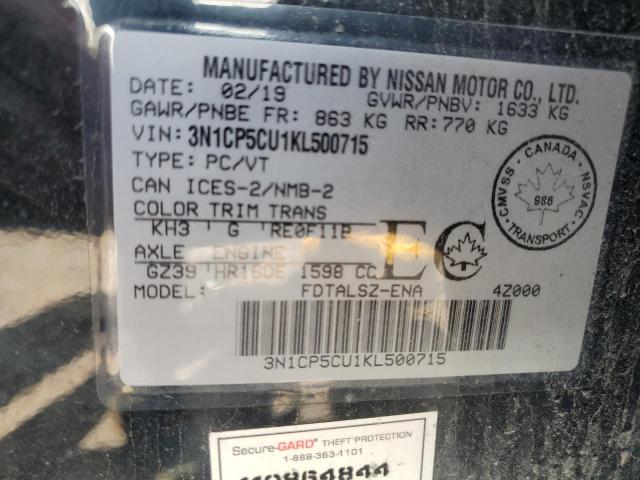 MANUFACTURED BY NISSAN MOTOR CO., LTD.
DATE: 02/19 GVWR/PNBV: 1633 KG
GAWR/PNBE FR: 863 KG RR: 770 KG
VIN: 3N1CP5CU1KL500715
TYPE: PC/VT
CAN ICES-2/NMB-2
COLOR TRIM TRANS
KH3 G RE0F11B
AXLE ENGINE
GZ39 HR16DE 1598 CC
MODEL: FDTALSZ-ENA 4Z000
EC
CANADA
CMVSS NSVAC
986
TRANSPORT
3N1CP5CU1KL500715
Secure-GARD® THEFT PROTECTION
1-888-363-1101